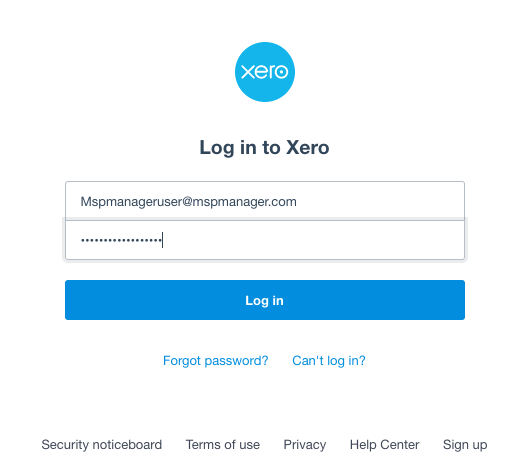 xero
Log in to Xero
Mspmanageruser@mspmanager.com
••••••••••••••••••
Log in
Forgot password? Can't log in?
Security noticeboard Terms of use Privacy Help Center Sign up